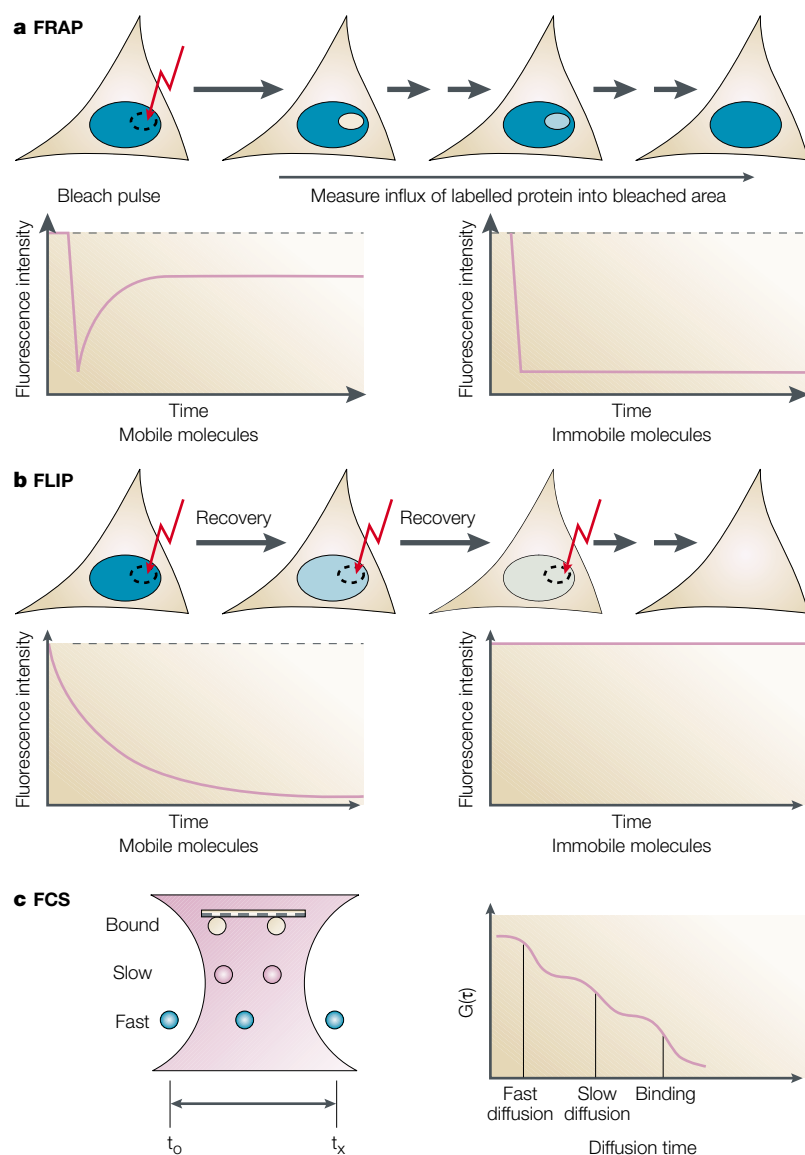 a FRAP
Bleach pulse
Measure influx of labelled protein into bleached area
Fluorescence intensity
Time
Mobile molecules
Fluorescence intensity
Time
Immobile molecules
b FLIP
Recovery
Recovery
Fluorescence intensity
Time
Mobile molecules
Fluorescence intensity
Time
Immobile molecules
c FCS
Bound
Slow
Fast
to
tx
G(τ)
Fast
diffusion
Slow
diffusion
Binding
Diffusion time